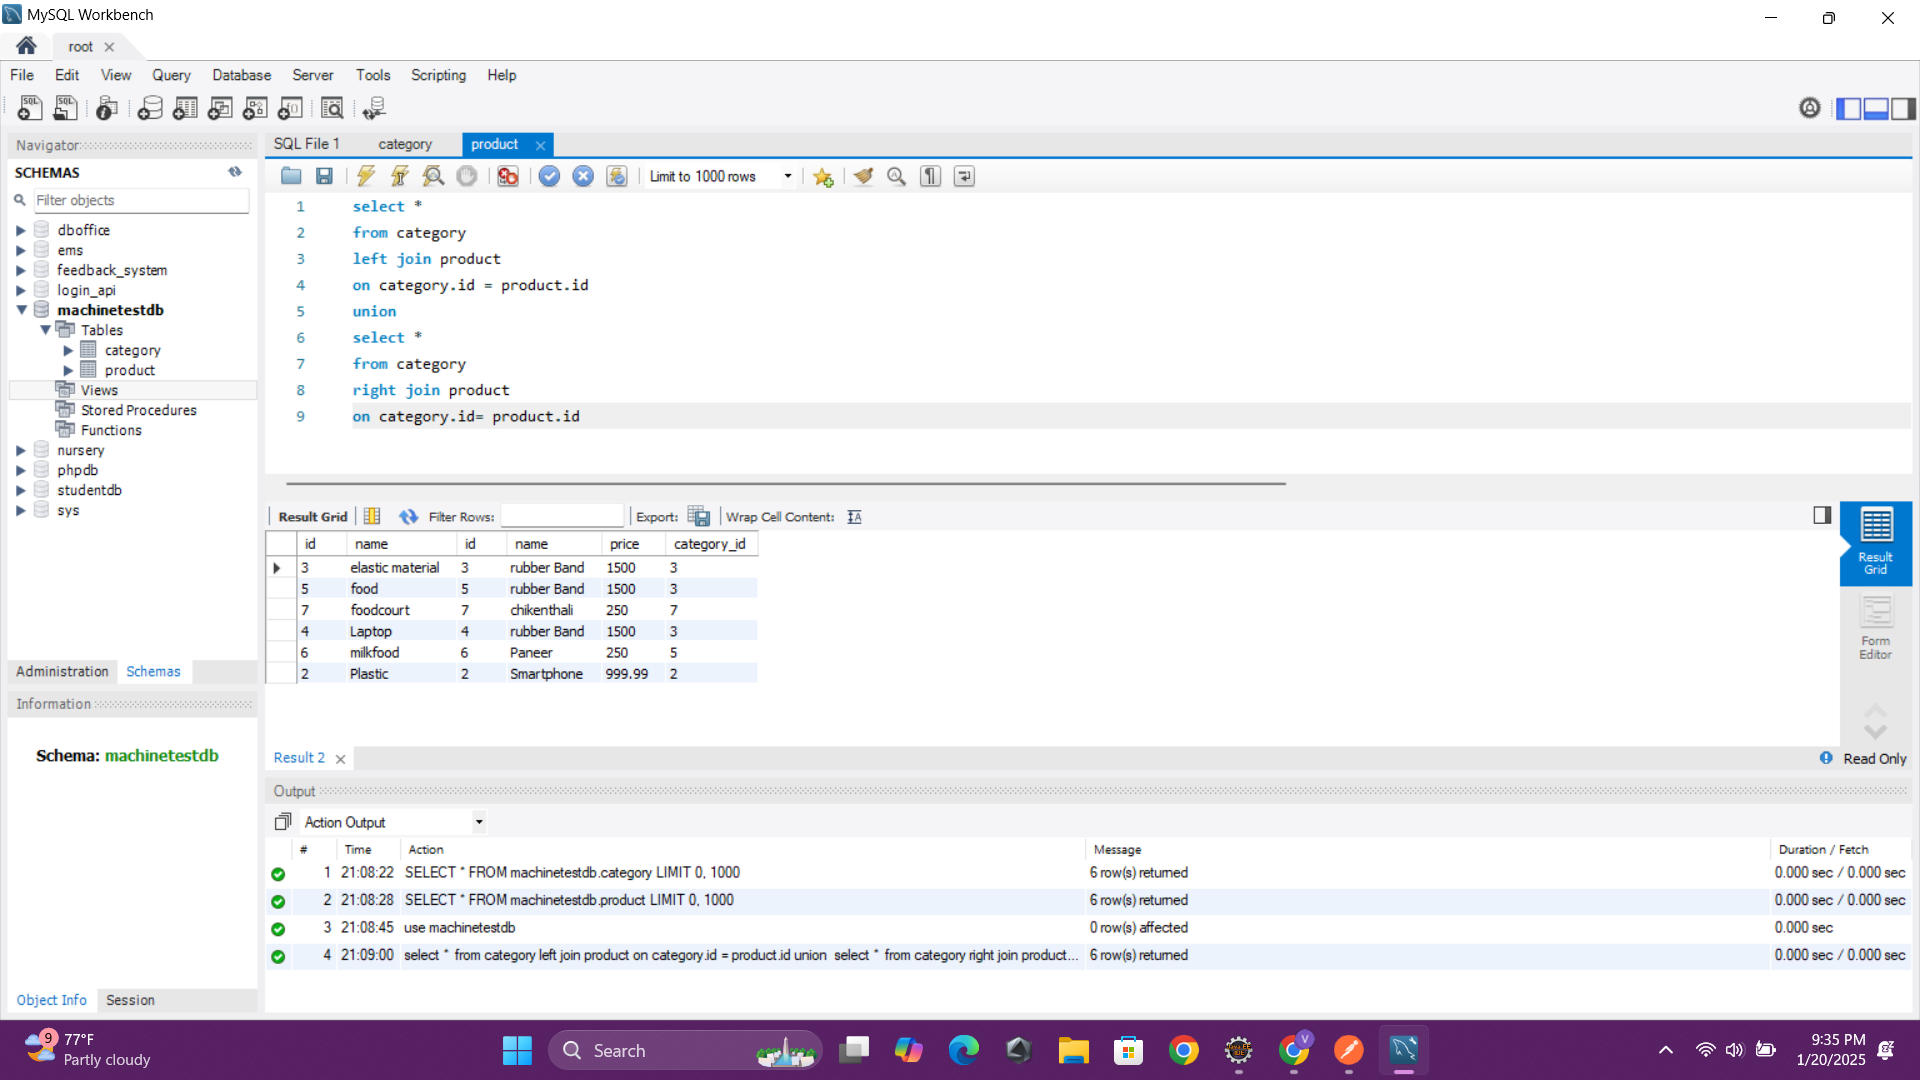 MySQL Workbench
root
File Edit View Query Database Server Tools Scripting Help
Navigator
SCHEMAS
Filter objects
dboffice
ems
feedback_system
login_api
machinetestdb
Tables
category
product
Views
Stored Procedures
Functions
nursery
phpdb
studentdb
sys
Administration Schemas
Information
Schema: machinetestdb
Object Info Session
SQL File 1 category product
Limit to 1000 rows
1 select *
2 from category
3 left join product
4 on category.id = product.id
5 union
6 select *
7 from category
8 right join product
9 on category.id= product.id
Result Grid Filter Rows: Export: Wrap Cell Content:
id name id name price category_id
3 elastic material 3 rubber Band 1500 3
5 food 5 rubber Band 1500 3
7 foodcourt 7 chikenthali 250 7
4 Laptop 4 rubber Band 1500 3
6 milkfood 6 Paneer 250 5
2 Plastic 2 Smartphone 999.99 2
Result
Grid
Form
Editor
Result 2
Read Only
Output
Action Output
# Time Action Message Duration / Fetch
1 21:08:22 SELECT * FROM machinetestdb.category LIMIT 0, 1000 6 row(s) returned 0.000 sec / 0.000 sec
2 21:08:28 SELECT * FROM machinetestdb.product LIMIT 0, 1000 6 row(s) returned 0.000 sec / 0.000 sec
3 21:08:45 use machinetestdb 0 row(s) affected 0.000 sec
4 21:09:00 select * from category left join product on category.id = product.id union select * from category right join product... 6 row(s) returned 0.000 sec / 0.000 sec
9
77°F
Partly cloudy
Search
V
9:35 PM
1/20/2025